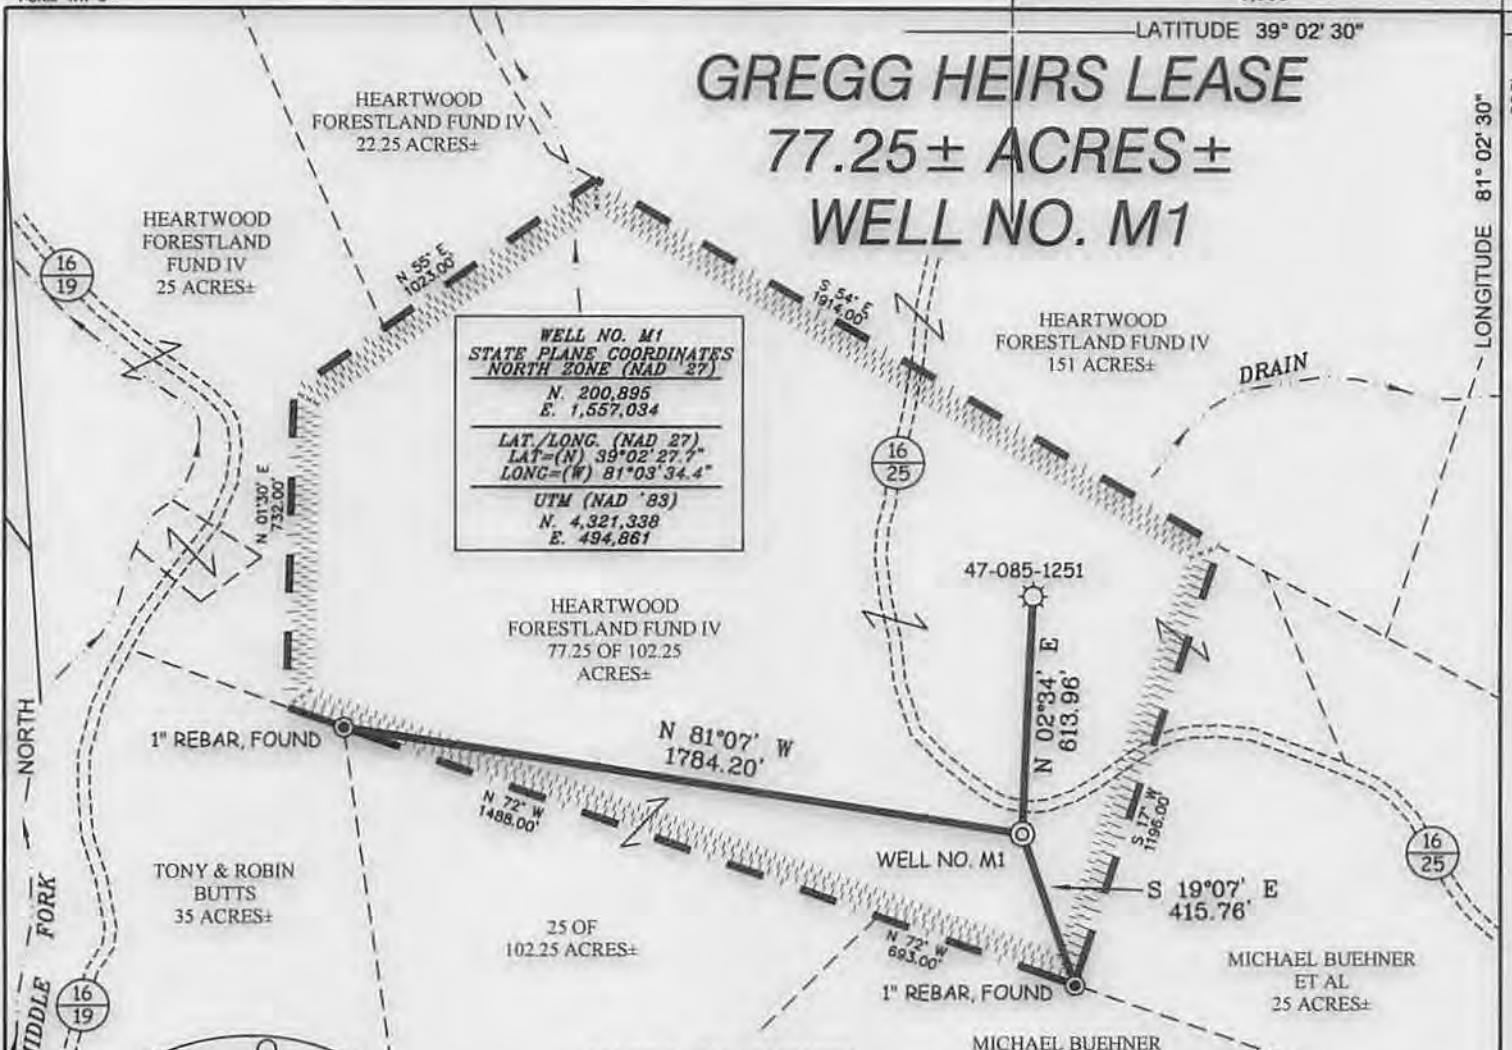 LATITUDE 39° 02' 30"
GREGG HEIRS LEASE
77.25± ACRES±
WELL NO. M1
LONGITUDE 81° 02' 30"
HEARTWOOD
FORESTLAND FUND IV
22.25 ACRES±
HEARTWOOD
FORESTLAND
FUND IV
25 ACRES±
16
19
N 55° E
1023.00'
S 54° E
1914.00'
HEARTWOOD
FORESTLAND FUND IV
151 ACRES±
DRAIN
WELL NO. M1
STATE PLANE COORDINATES
NORTH ZONE (NAD '27)
N. 200,895
E. 1,557,034
LAT./LONG. (NAD 27)
LAT=(N) 39°02'27.7"
LONG=(W) 81°03'34.4"
UTM (NAD '83)
N. 4,321,338
E. 494,861
16
25
N 01°30' E
732.00'
47-085-1251
HEARTWOOD
FORESTLAND FUND IV
77.25 OF 102.25
ACRES±
N 02°34' E
613.96'
NORTH
1" REBAR, FOUND
N 81°07' W
1784.20'
N 72° W
1488.00'
S 17° W
1196.00'
WELL NO. M1
16
25
S 19°07' E
415.76'
TONY & ROBIN
BUTTS
35 ACRES±
FORK
25 OF
102.25 ACRES±
N 72° W
693.00'
MICHAEL BUEHNER
ET AL
25 ACRES±
1" REBAR, FOUND
16
19
MICHAEL BUEHNER